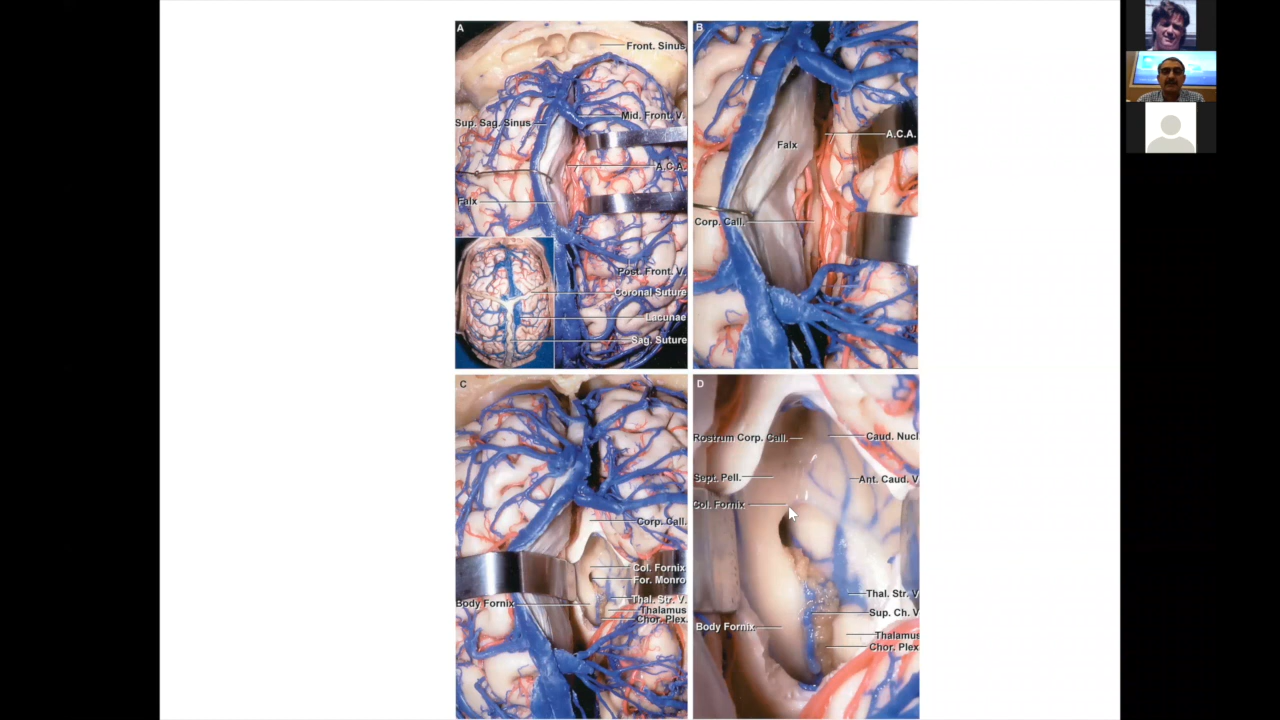 A
Front. Sinus
Mid. Front. V.
Sup. Sag. Sinus
A.C.A.
Falx
Post. Front. V.
Coronal Suture
Lacunae
Sag. Suture
B
A.C.A.
Falx
Corp. Call.
C
Corp. Call.
Col. Fornix
For. Monro
Thal. Str. V.
Body Fornix
Thalamus
Chor. Plex.
D
Rostrum Corp. Call.
Caud. Nucl
Sept. Pell.
Ant. Caud. V
Col. Fornix
Thal. Str. V
Sup. Ch. V
Body Fornix
Thalamus
Chor. Plex